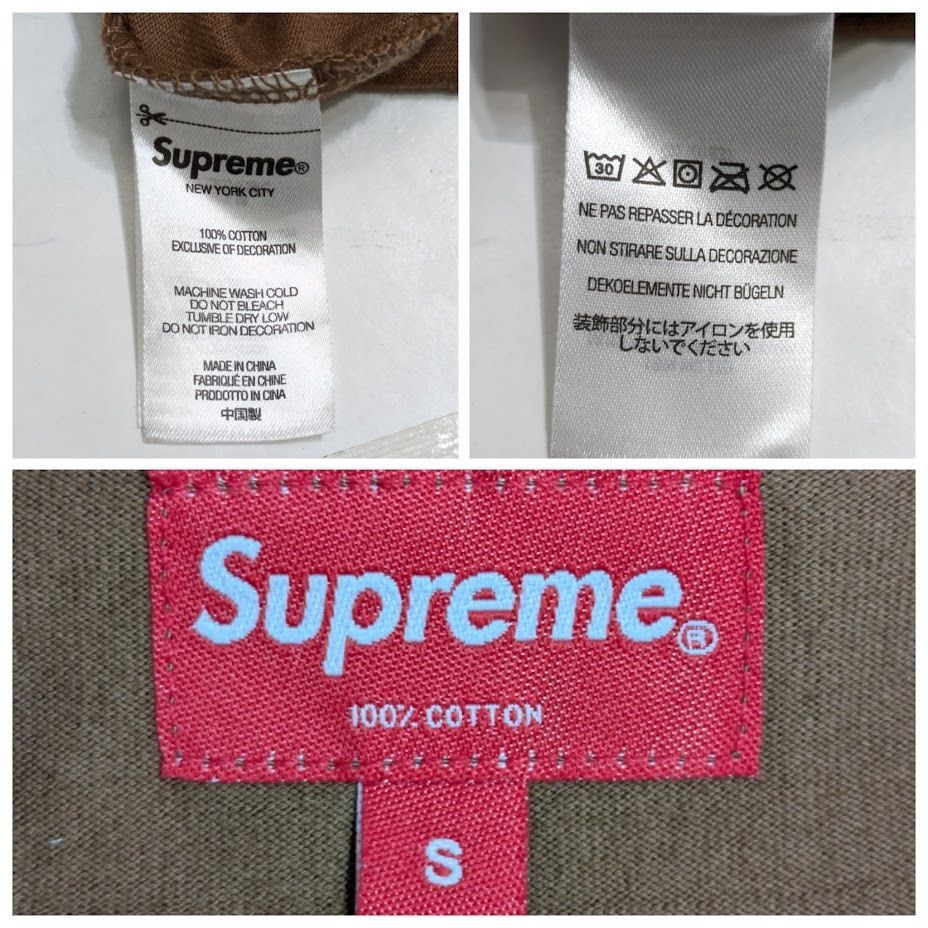 Supreme®
NEW YORK CITY
100% COTTON
EXCLUSIVE OF DECORATION
MACHINE WASH COLD
DO NOT BLEACH
TUMBLE DRY LOW
DO NOT IRON DECORATION
MADE IN CHINA
FABRIQUÉ EN CHINE
PRODOTTO IN CINA
中国製
30
NE PAS REPASSER LA DÉCORATION
NON STIRARE SULLA DECORAZIONE
DEKOELEMENTE NICHT BÜGELN
装飾部分にはアイロンを使用
しないでください
Supreme®
100% COTTON
S